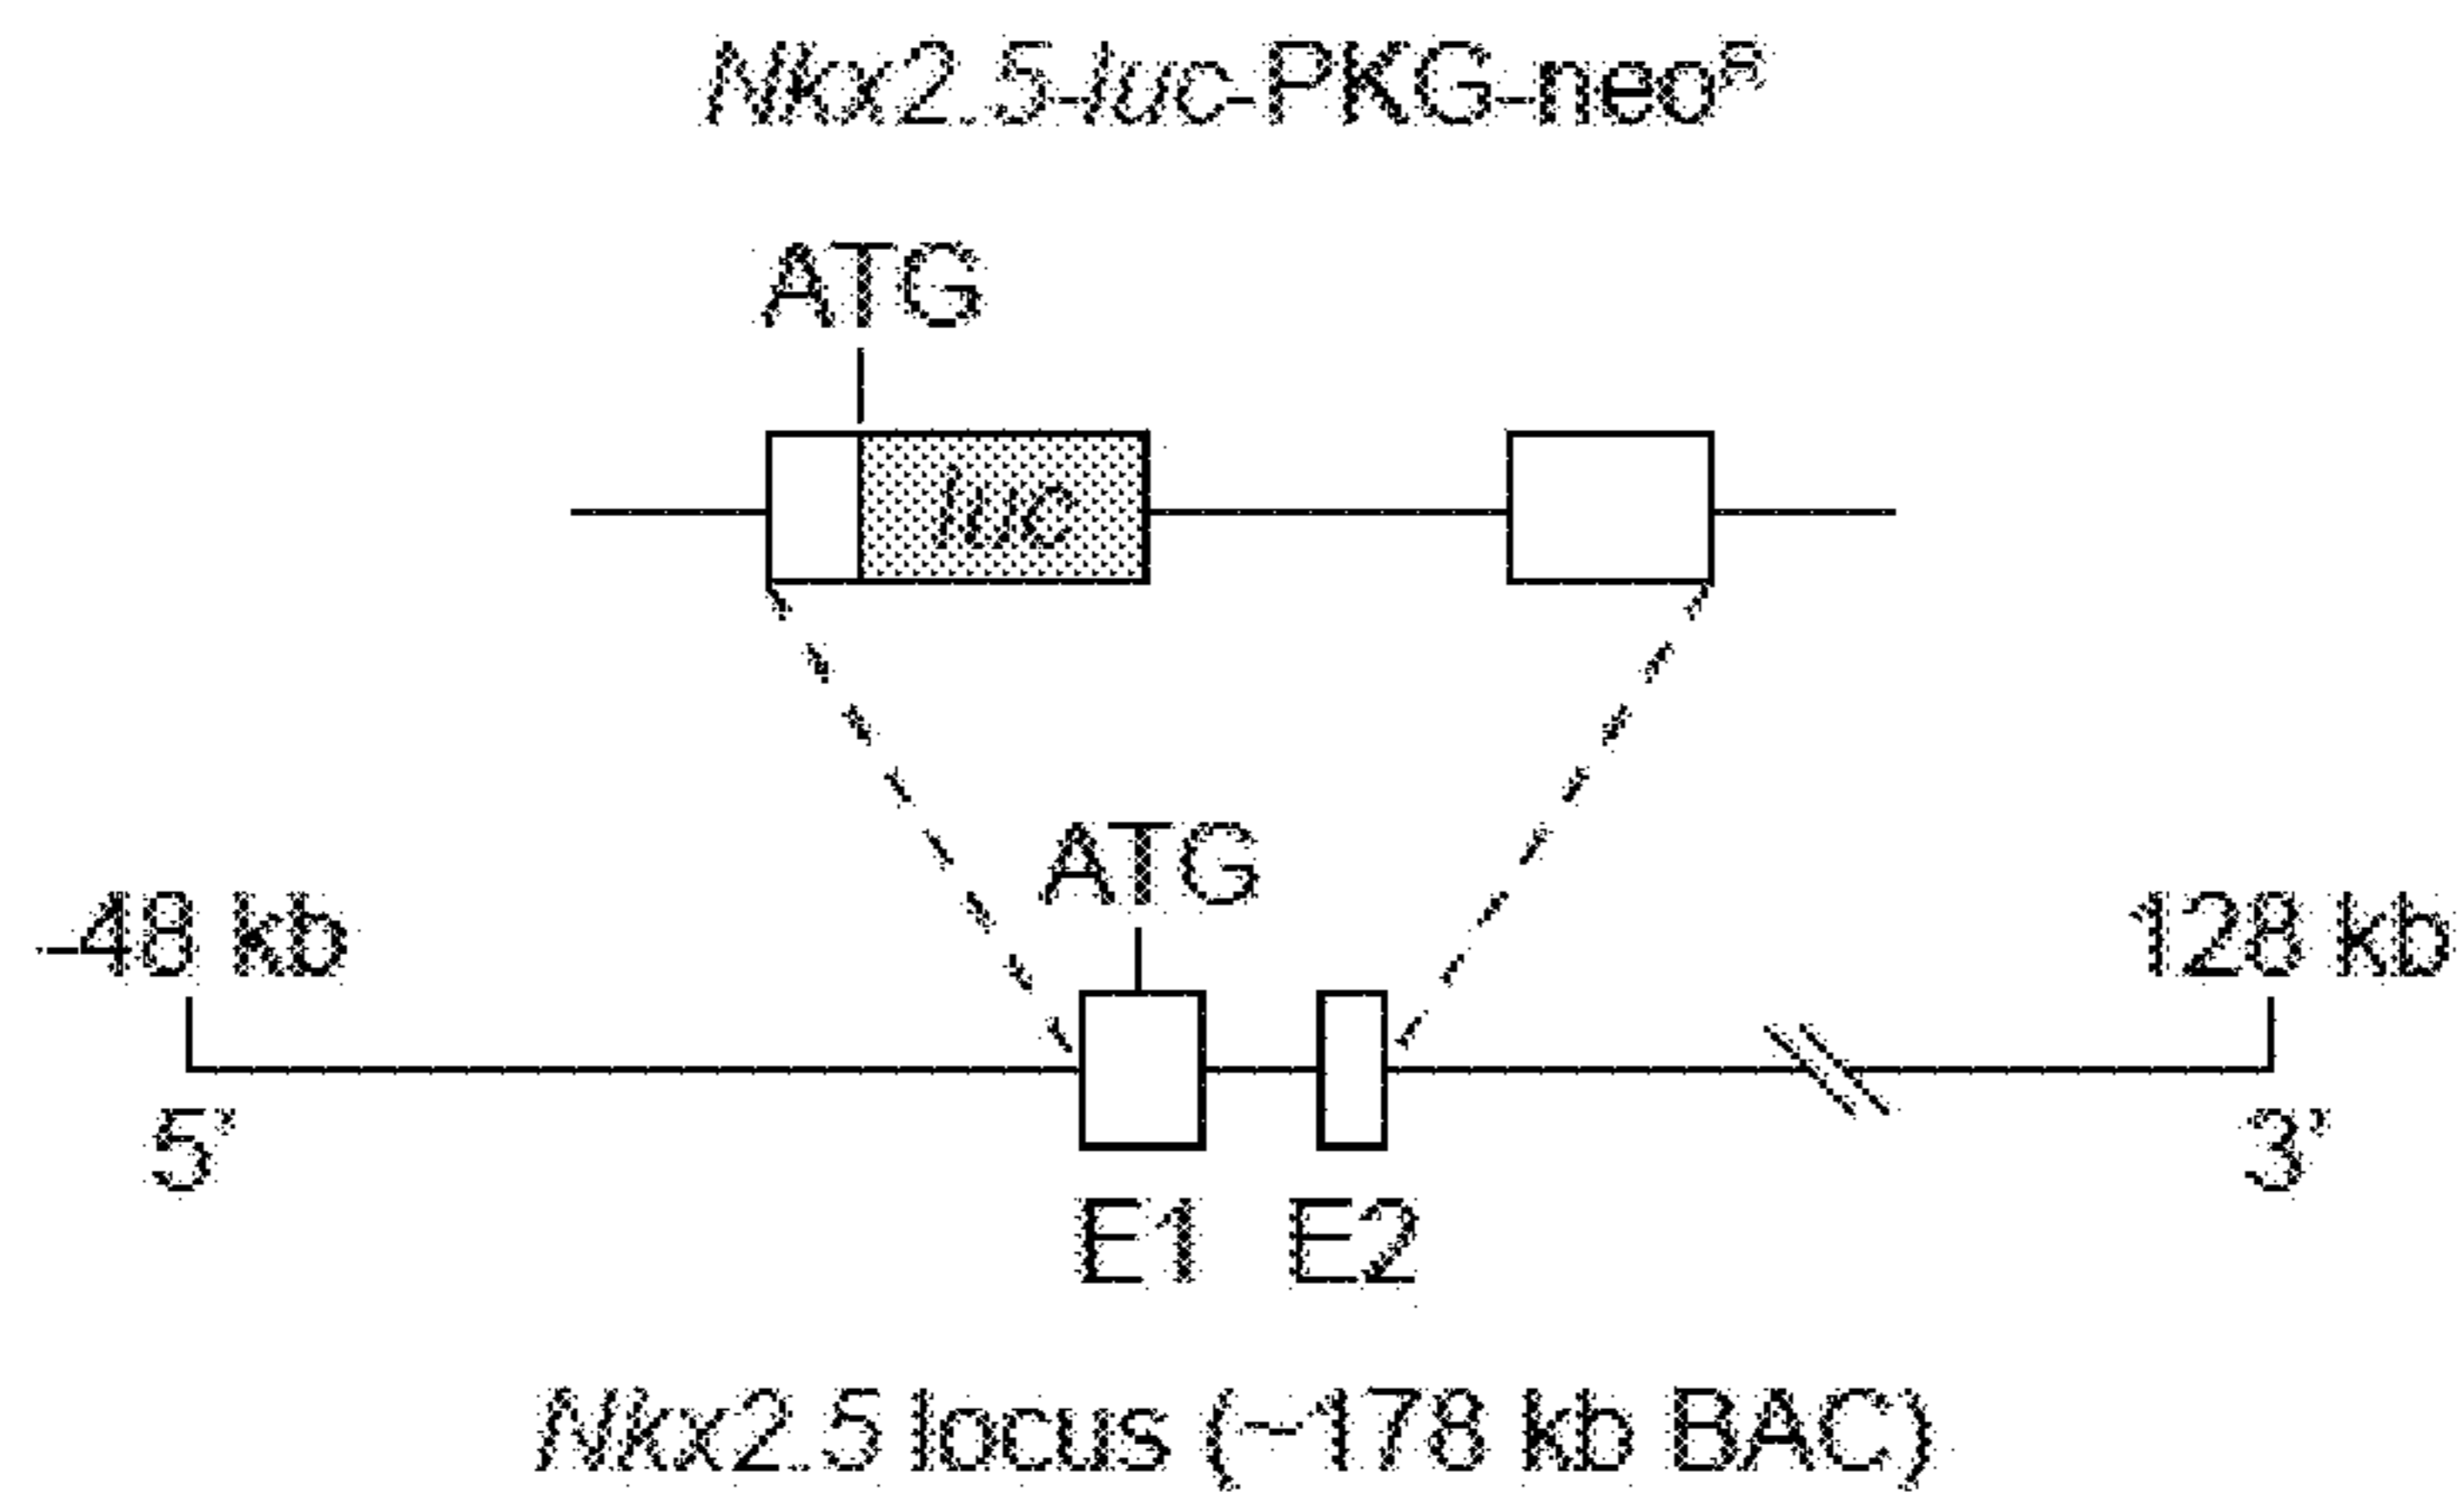 Nkx2.5-luc-PKG-neoᴿ
ATG
luc
ATG
-48 kb
128 kb
5’
3’
E1 E2
Nkx2.5 locus (~178 kb BAC)